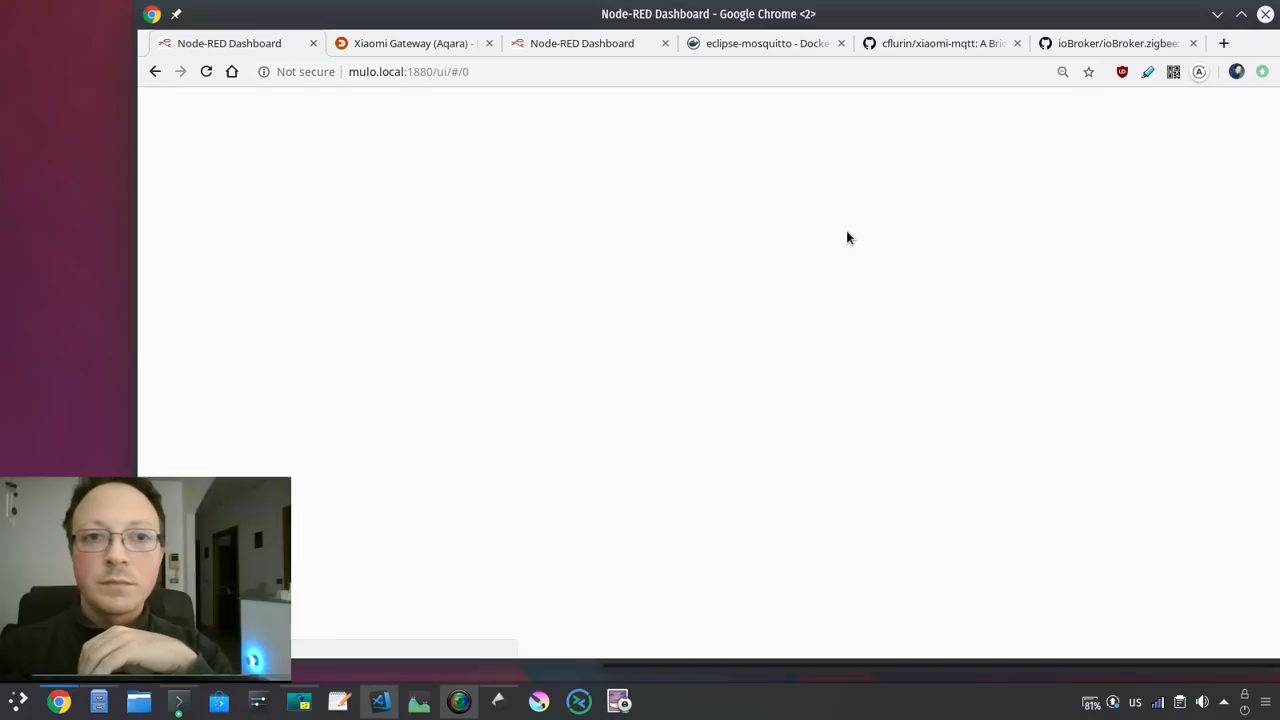 Node-RED Dashboard - Google Chrome <2>
Node-RED Dashboard
Xiaomi Gateway (Aqara) -
Node-RED Dashboard
eclipse-mosquitto - Docke
cflurin/xiaomi-mqtt: A Bri
ioBroker/ioBroker.zigbee:
Not secure
mulo.local:1880/ui/#/0
81%
US